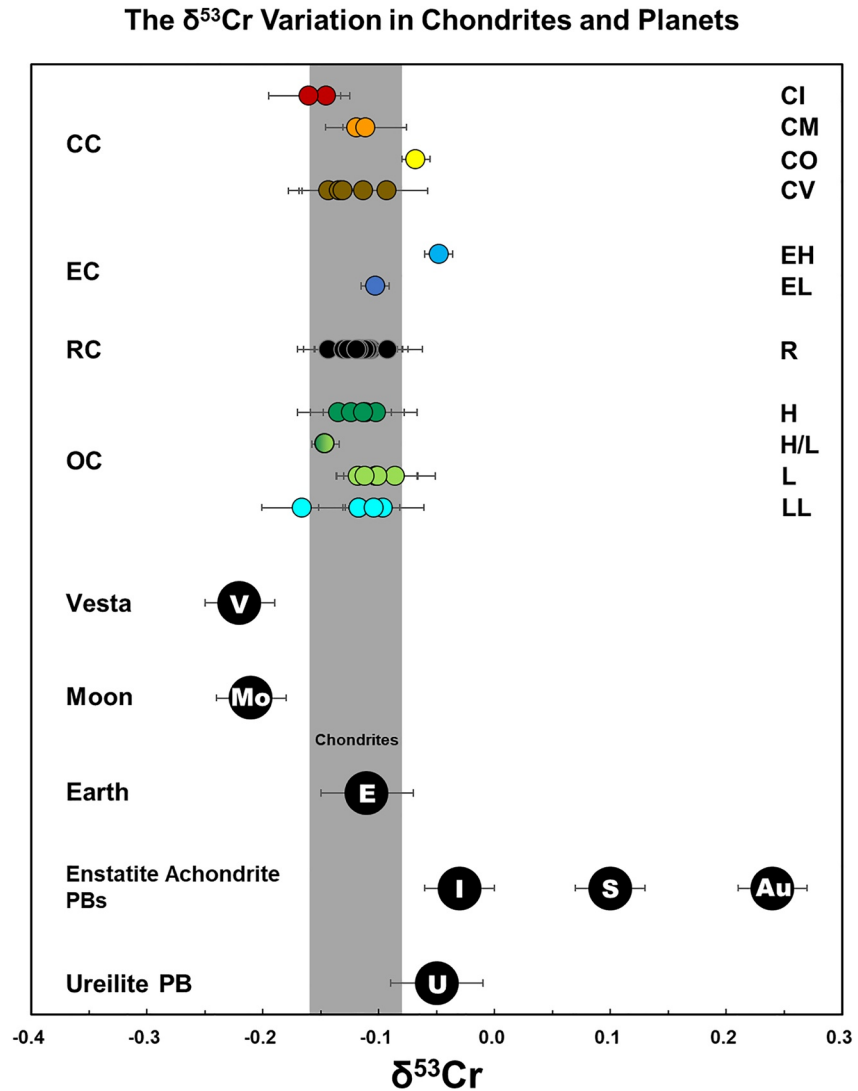 The δ⁵³Cr Variation in Chondrites and Planets
CI
CC
CM
CO
CV
EH
EC
EL
RC
R
H
H/L
OC
L
LL
Vesta
V
Moon
Mo
Chondrites
Earth
E
Enstatite Achondrite
PBs
I
S
Au
Ureilite PB
U
-0.4
-0.3
-0.2
-0.1
0.0
0.1
0.2
0.3
δ⁵³Cr